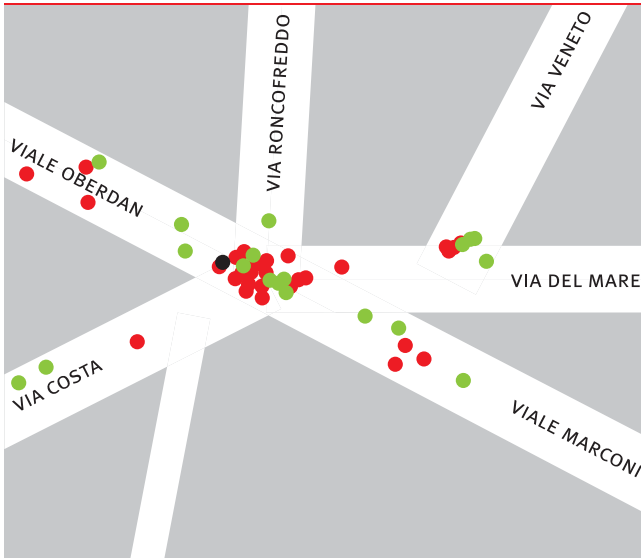 VIA RONCOFREDDO
VIA VENETO
VIALE OBERDAN
VIA DEL MARE
VIA COSTA
VIALE MARCONI